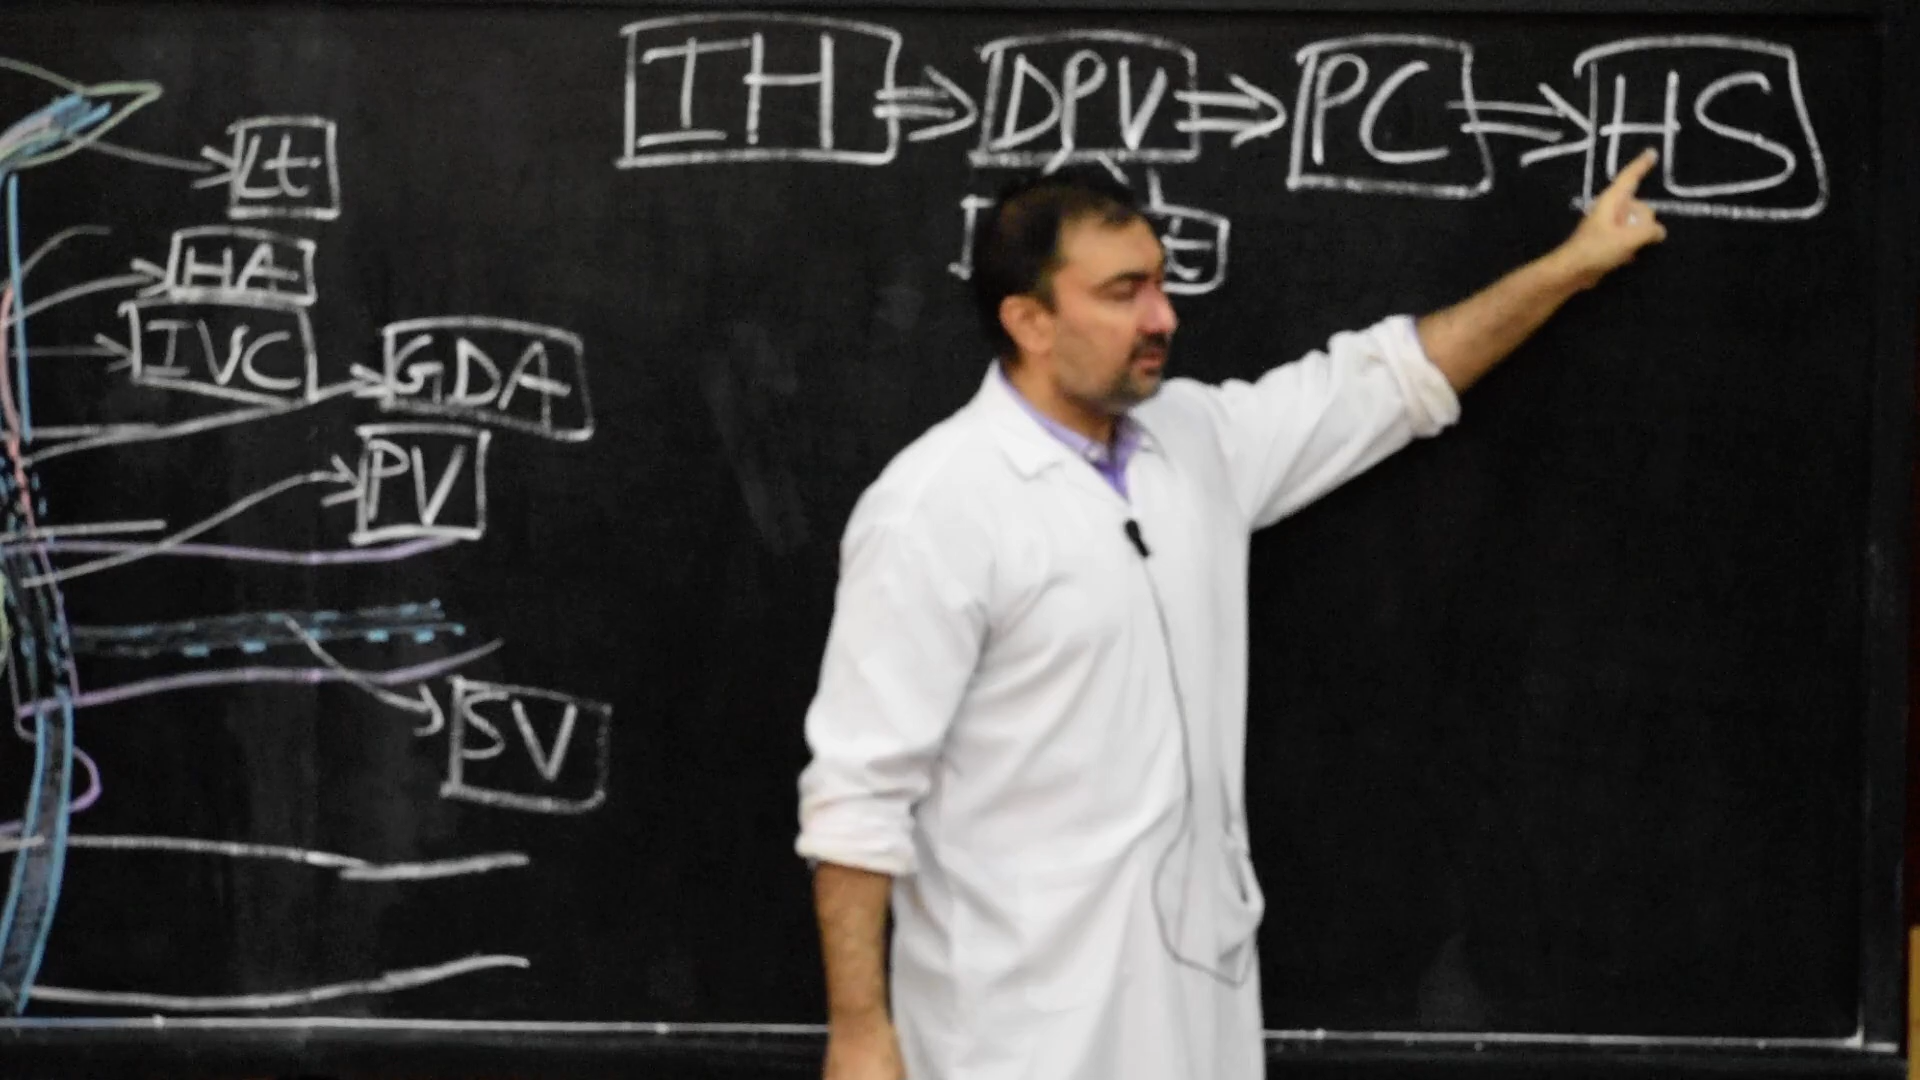 IH ⇒ DPV ⇒ PC ⇒ HS
Lt
HA
IVC
GDA
PV
SV